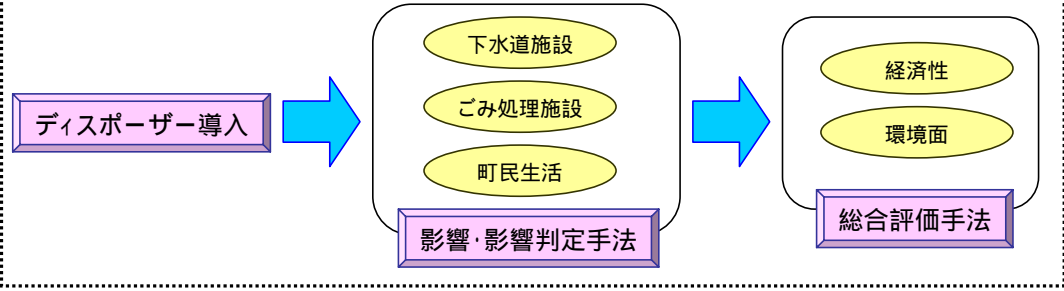 ディスポーザー導入
下水道施設
ごみ処理施設
町民生活
影響・影響判定手法
経済性
環境面
総合評価手法